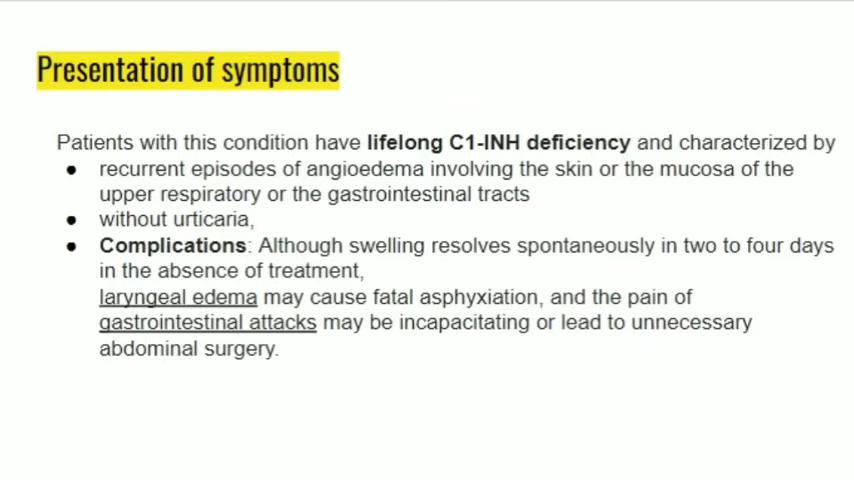 Presentation of symptoms
Patients with this condition have lifelong C1-INH deficiency and characterized by
● recurrent episodes of angioedema involving the skin or the mucosa of the
upper respiratory or the gastrointestinal tracts
● without urticaria,
● Complications: Although swelling resolves spontaneously in two to four days
in the absence of treatment,
laryngeal edema may cause fatal asphyxiation, and the pain of
gastrointestinal attacks may be incapacitating or lead to unnecessary
abdominal surgery.